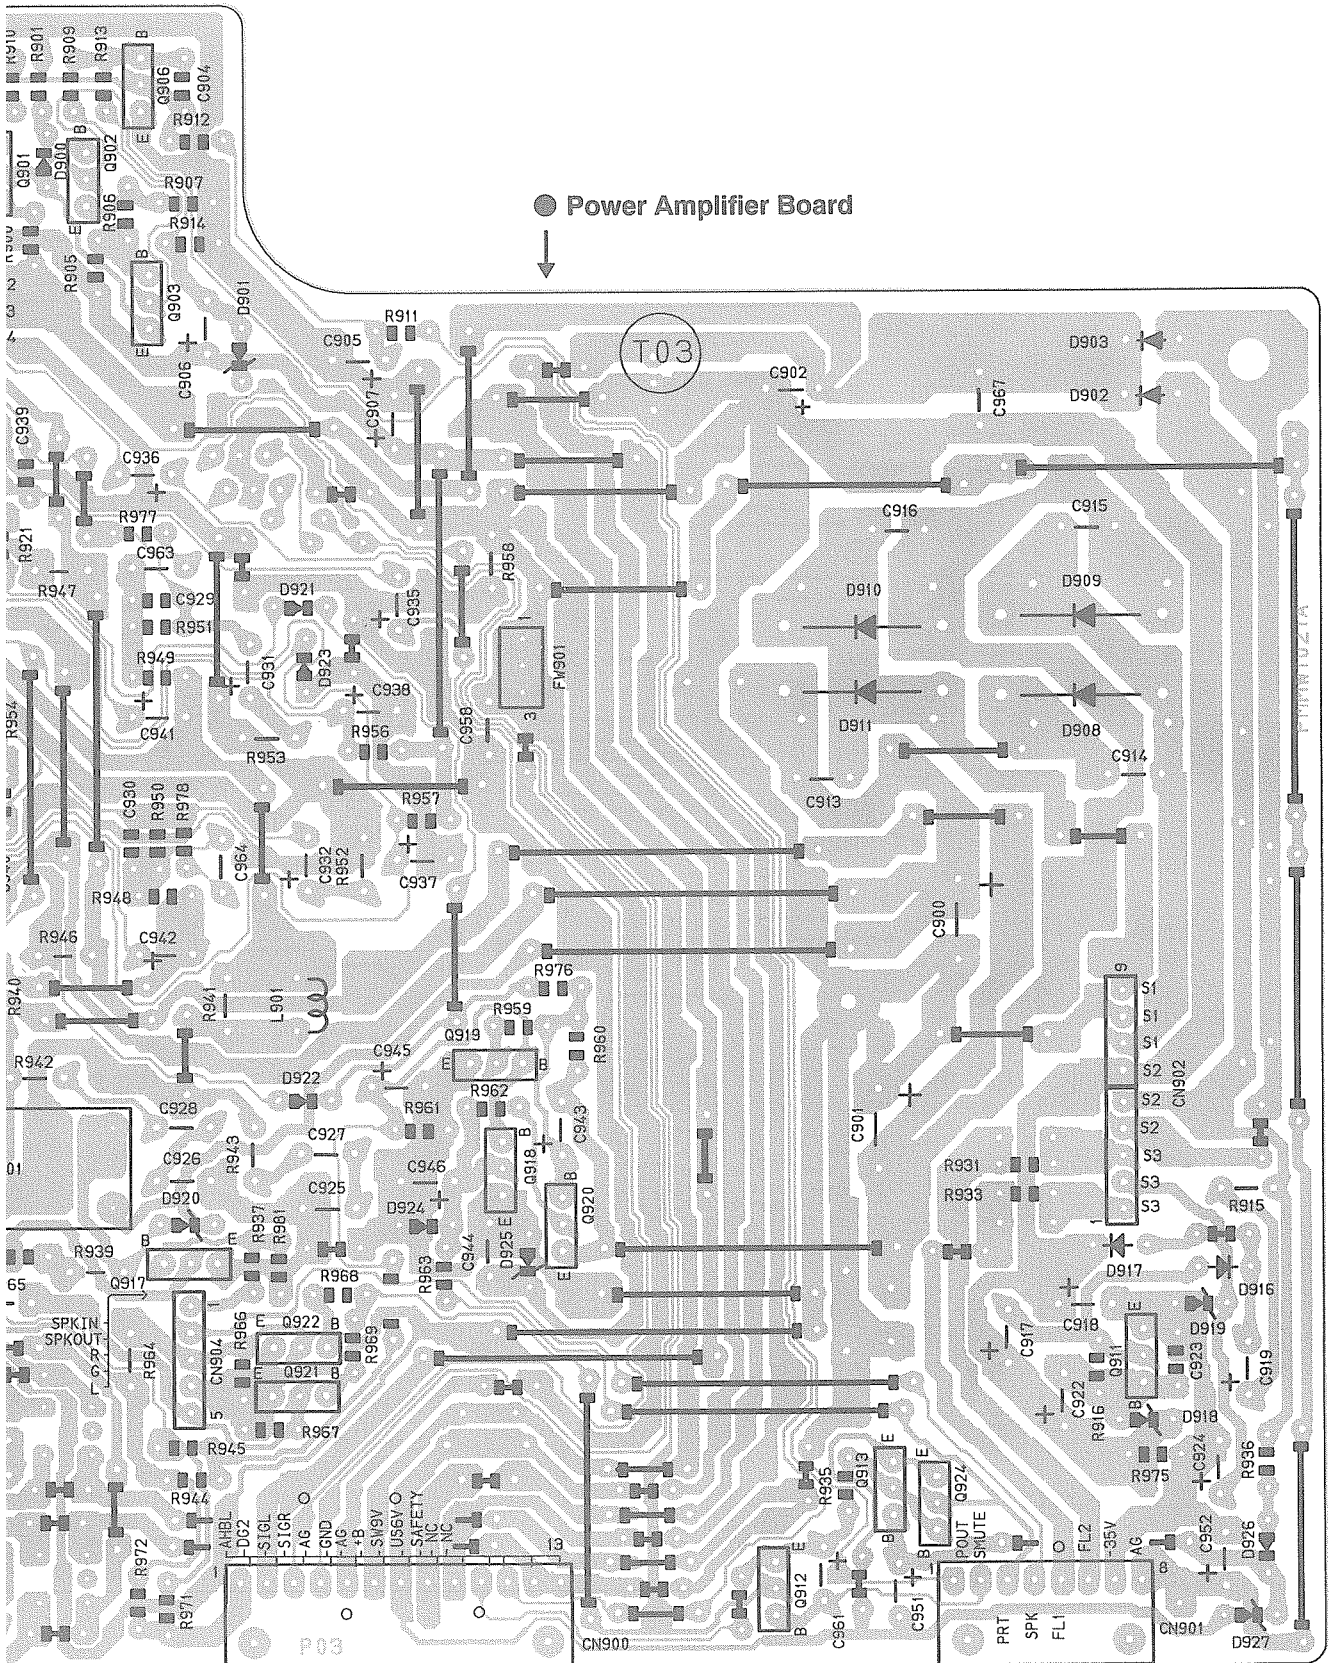 R901
R909
R913
B
Q906
C904
E
R912
Q901
D900
B
Q902
E
R906
R907
R914
● Power Amplifier Board
R905
B
Q903
E
D901
2
3
4
C906
C905
R911
C907
T03
C902
C967
D903
D902
C939
C936
R977
R921
C963
R947
C929
R951
R949
D921
C935
R958
C931
D923
C938
1
FW901
3
C916
C915
D910
D909
D911
D908
R954
C941
R953
R956
C958
C914
C913
C930
R950
R978
R957
C964
C932
R952
C937
R948
C900
R946
C942
R976
R940
R941
L901
Q919
R959
R960
E
B
9
S1
S1
S1
S2
S2
S2
S3
S3
S3
1
CN902
R942
C945
D922
R962
R961
C928
C943
C901
R943
C927
B
Q918
E
C926
C946
B
Q920
E
R931
R933
R915
D920
C925
D924
R937
R981
C944
D925
R963
R939
B
E
Q917
R968
D917
D916
D919
65
SPKIN
SPKOUT
R
G
L
R964
1
CN904
5
R966
E
Q922
B
R969
E
Q921
B
R967
C918
C917
E
Q911
B
C923
C919
C922
R916
D918
R945
R944
R975
C924
R936
R935
E
Q913
B
E
Q924
B
AHBL
DG2
SIGL
SIGR
AG
GND
AG
+B
SW9V
US6V
SAFETY
NC
NC
1
13
R972
R971
P03
CN900
E
Q912
B
C961
C951
1
POUT
SMUTE
FL2
-35V
AG
8
PRT
SPK
FL1
CN901
C952
D926
D927